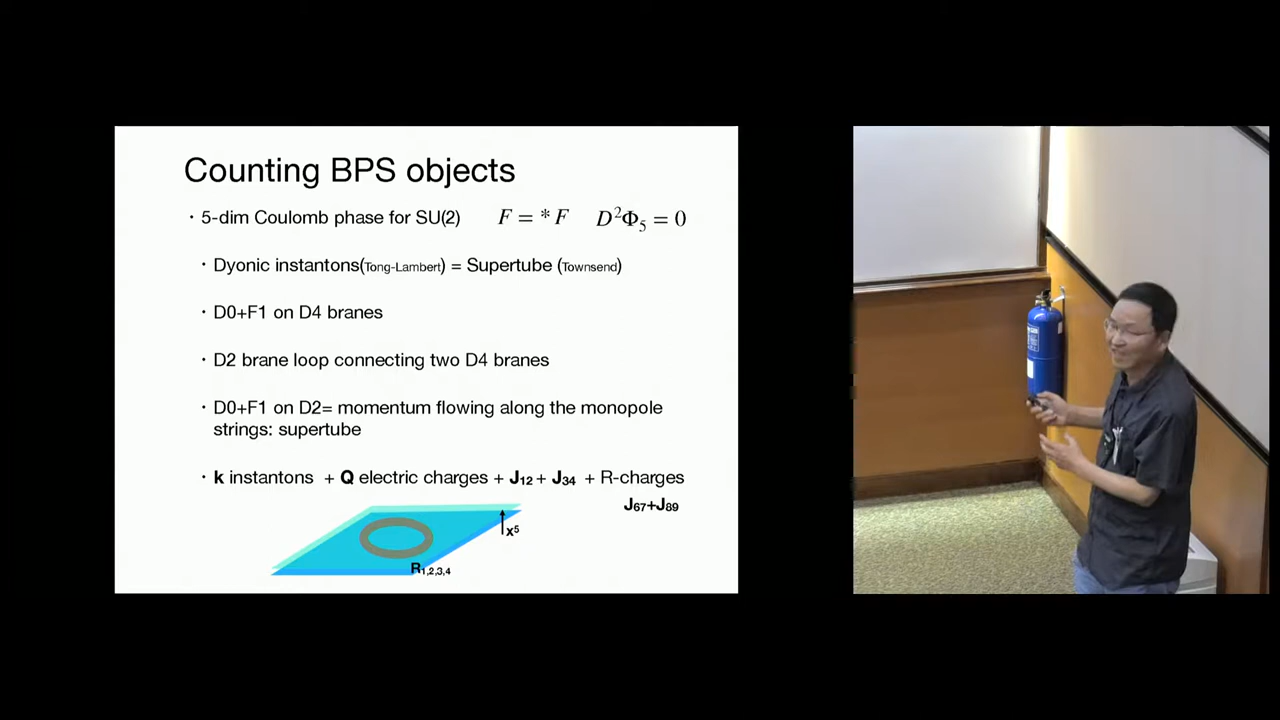 Counting BPS objects
· 5-dim Coulomb phase for SU(2) F = *F D²Φ₅ = 0
· Dyonic instantons(Tong-Lambert) = Supertube (Townsend)
· D0+F1 on D4 branes
· D2 brane loop connecting two D4 branes
· D0+F1 on D2= momentum flowing along the monopole
strings: supertube
· k instantons + Q electric charges + J₁₂ + J₃₄ + R-charges
J₆₇+J₈₉
x⁵
R₁,₂,₃,₄